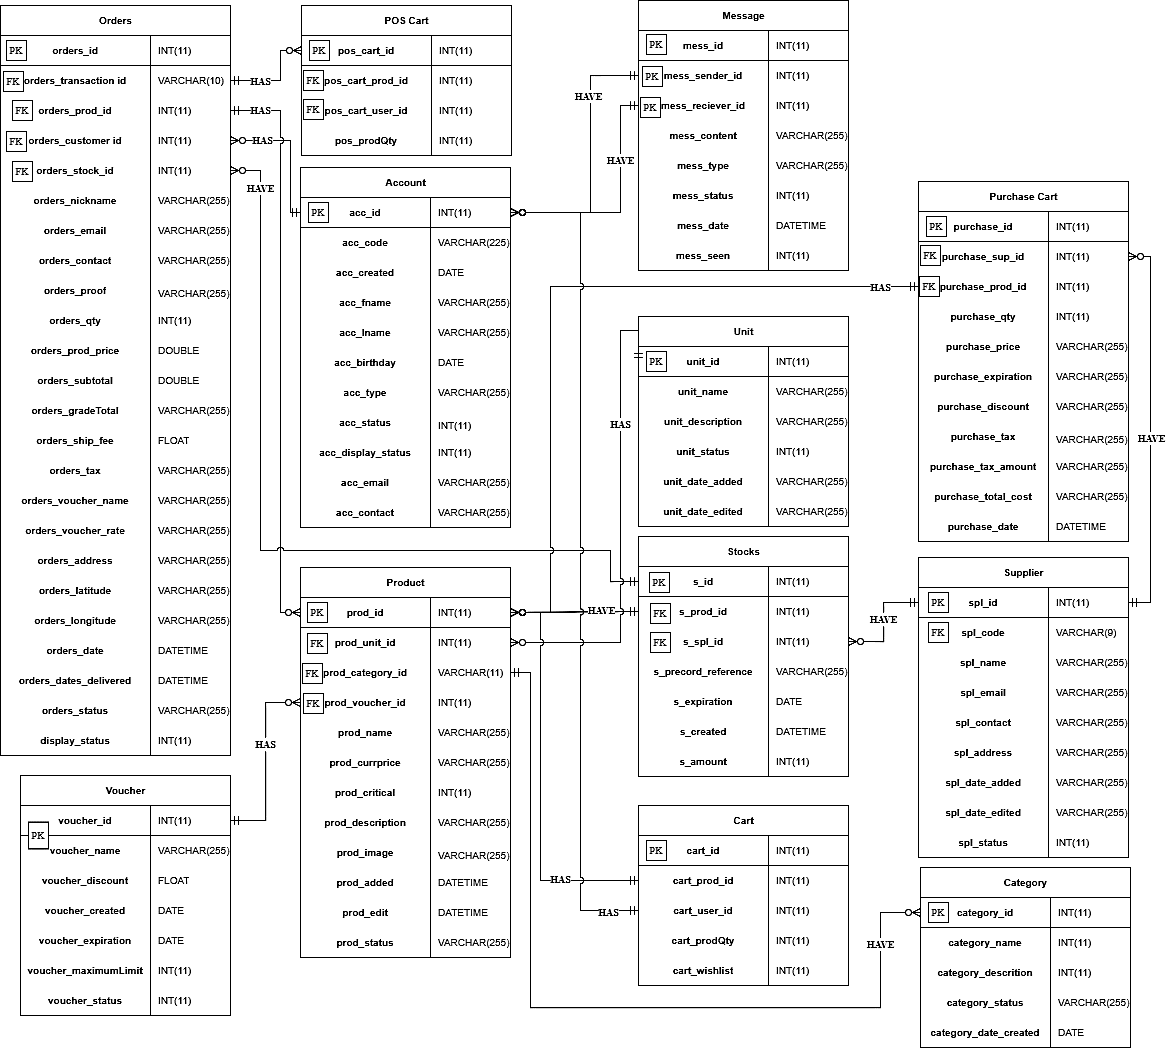 Orders
PK orders_id INT(11)
FK orders_transaction id VARCHAR(10)
FK orders_prod_id INT(11)
FK orders_customer id INT(11)
FK orders_stock_id INT(11)
orders_nickname VARCHAR(255)
orders_email VARCHAR(255)
orders_contact VARCHAR(255)
orders_proof VARCHAR(255)
orders_qty INT(11)
orders_prod_price DOUBLE
orders_subtotal DOUBLE
orders_gradeTotal VARCHAR(255)
orders_ship_fee FLOAT
orders_tax VARCHAR(255)
orders_voucher_name VARCHAR(255)
orders_voucher_rate VARCHAR(255)
orders_address VARCHAR(255)
orders_latitude VARCHAR(255)
orders_longitude VARCHAR(255)
orders_date DATETIME
orders_dates_delivered DATETIME
orders_status VARCHAR(255)
display_status INT(11)
Voucher
PK
voucher_id INT(11)
voucher_name VARCHAR(255)
voucher_discount FLOAT
voucher_created DATE
voucher_expiration DATE
voucher_maximumLimit INT(11)
voucher_status INT(11)
HAS
HAS
HAS
HAVE
HAS
POS Cart
PK pos_cart_id INT(11)
FK pos_cart_prod_id INT(11)
FK pos_cart_user_id INT(11)
pos_prodQty INT(11)
Account
PK acc_id INT(11)
acc_code VARCHAR(225)
acc_created DATE
acc_fname VARCHAR(255)
acc_lname VARCHAR(255)
acc_birthday DATE
acc_type VARCHAR(255)
acc_status INT(11)
acc_display_status INT(11)
acc_email VARCHAR(255)
acc_contact VARCHAR(255)
Product
PK prod_id INT(11)
FK prod_unit_id INT(11)
FK prod_category_id VARCHAR(11)
FK prod_voucher_id INT(11)
prod_name VARCHAR(255)
prod_currprice VARCHAR(255)
prod_critical INT(11)
prod_description VARCHAR(255)
prod_image VARCHAR(255)
prod_added DATETIME
prod_edit DATETIME
prod_status VARCHAR(255)
HAVE
HAVE
HAS
HAVE
HAS
HAS
Message
PK mess_id INT(11)
PK mess_sender_id INT(11)
PK mess_reciever_id INT(11)
mess_content VARCHAR(255)
mess_type VARCHAR(255)
mess_status INT(11)
mess_date DATETIME
mess_seen INT(11)
Unit
PK unit_id INT(11)
unit_name VARCHAR(255)
unit_description VARCHAR(255)
unit_status INT(11)
unit_date_added VARCHAR(255)
unit_date_edited VARCHAR(255)
Stocks
PK s_id INT(11)
FK s_prod_id INT(11)
FK s_spl_id INT(11)
s_precord_reference VARCHAR(255)
s_expiration DATE
s_created DATETIME
s_amount INT(11)
Cart
PK cart_id INT(11)
cart_prod_id INT(11)
cart_user_id INT(11)
cart_prodQty INT(11)
cart_wishlist INT(11)
HAS
HAVE
HAVE
HAVE
Purchase Cart
PK purchase_id INT(11)
FK purchase_sup_id INT(11)
FK purchase_prod_id INT(11)
purchase_qty INT(11)
purchase_price VARCHAR(255)
purchase_expiration VARCHAR(255)
purchase_discount VARCHAR(255)
purchase_tax VARCHAR(255)
purchase_tax_amount VARCHAR(255)
purchase_total_cost VARCHAR(255)
purchase_date DATETIME
Supplier
PK spl_id INT(11)
FK spl_code VARCHAR(9)
spl_name VARCHAR(255)
spl_email VARCHAR(255)
spl_contact VARCHAR(255)
spl_address VARCHAR(255)
spl_date_added VARCHAR(255)
spl_date_edited VARCHAR(255)
spl_status INT(11)
Category
PK category_id INT(11)
category_name INT(11)
category_descrition INT(11)
category_status VARCHAR(255)
category_date_created DATE